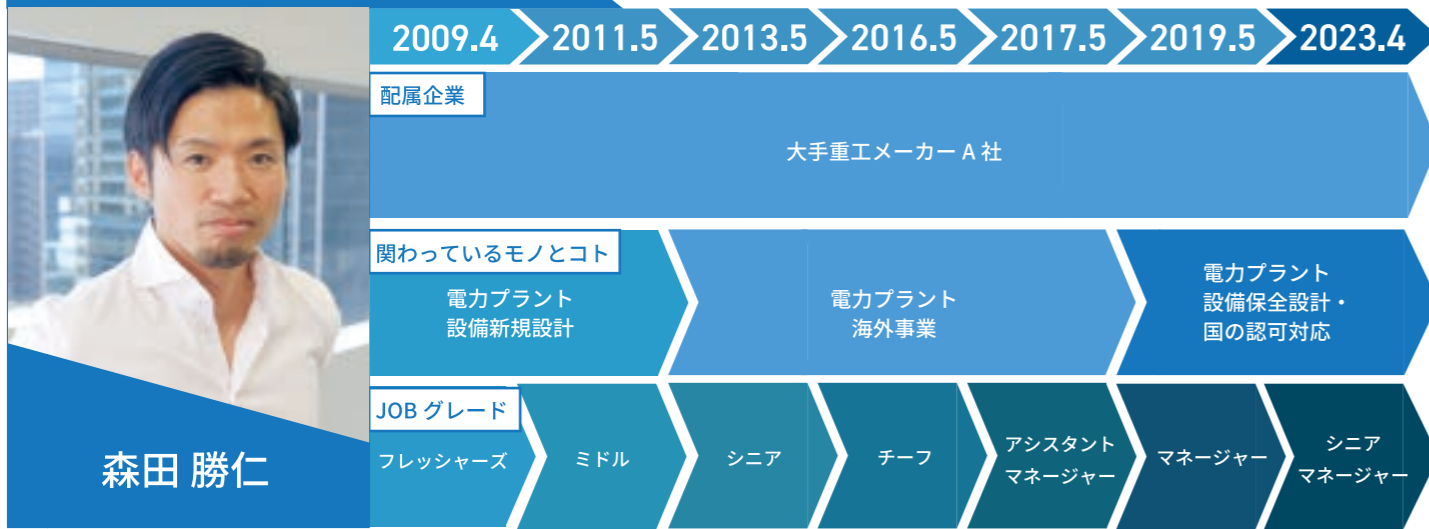 2009.4
2011.5
2013.5
2016.5
2017.5
2019.5
2023.4
配属企業
大手重工メーカー A 社
関わっているモノとコト
電力プラント
設備新規設計
電力プラント
海外事業
電力プラント
設備保全設計・
国の認可対応
JOB グレード
フレッシャーズ
ミドル
シニア
チーフ
アシスタント
マネージャー
マネージャー
シニア
マネージャー
森田 勝仁